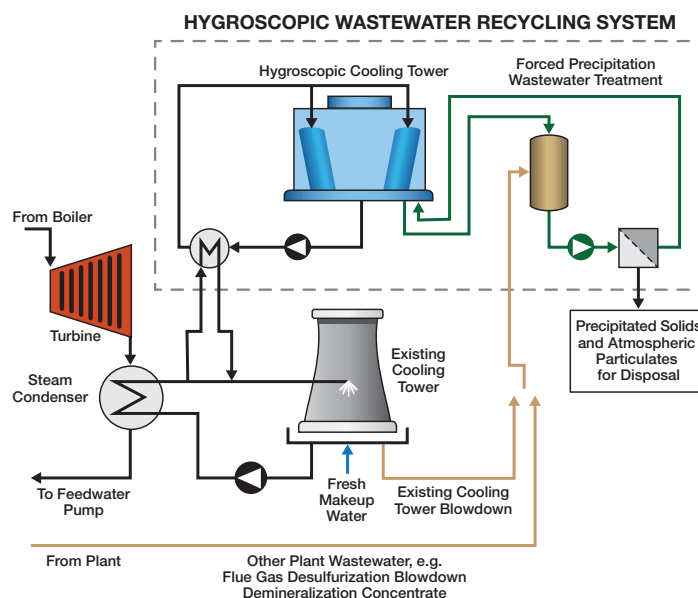 HYGROSCOPIC WASTEWATER RECYCLING SYSTEM
Hygroscopic Cooling Tower
Forced Precipitation
Wastewater Treatment
From Boiler
Turbine
Steam
Condenser
Existing
Cooling
Tower
Precipitated Solids
and Atmospheric
Particulates
for Disposal
To Feedwater
Pump
Fresh
Makeup
Water
Existing Cooling
Tower Blowdown
From Plant
Other Plant Wastewater, e.g.
Flue Gas Desulfurization Blowdown
Demineralization Concentrate